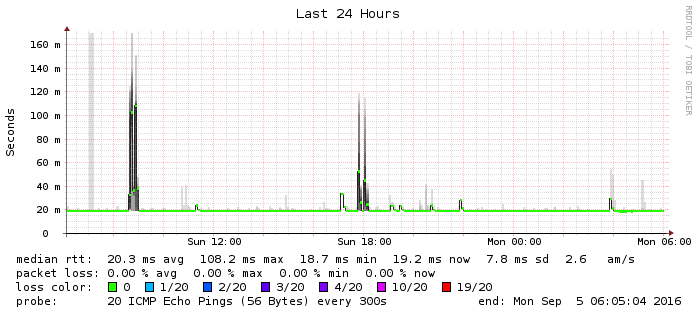 Last 24 Hours
RRDTOOL / TOBI OETIKER
Seconds
160 m
140 m
120 m
100 m
80 m
60 m
40 m
20 m
0
Sun 12:00 Sun 18:00 Mon 00:00 Mon 06:00
median rtt: 20.3 ms avg 108.2 ms max 18.7 ms min 19.2 ms now 7.8 ms sd 2.6 am/s
packet loss: 0.00 % avg 0.00 % max 0.00 % min 0.00 % now
loss color: 0 1/20 2/20 3/20 4/20 10/20 19/20
probe: 20 ICMP Echo Pings (56 Bytes) every 300s end: Mon Sep 5 06:05:04 2016